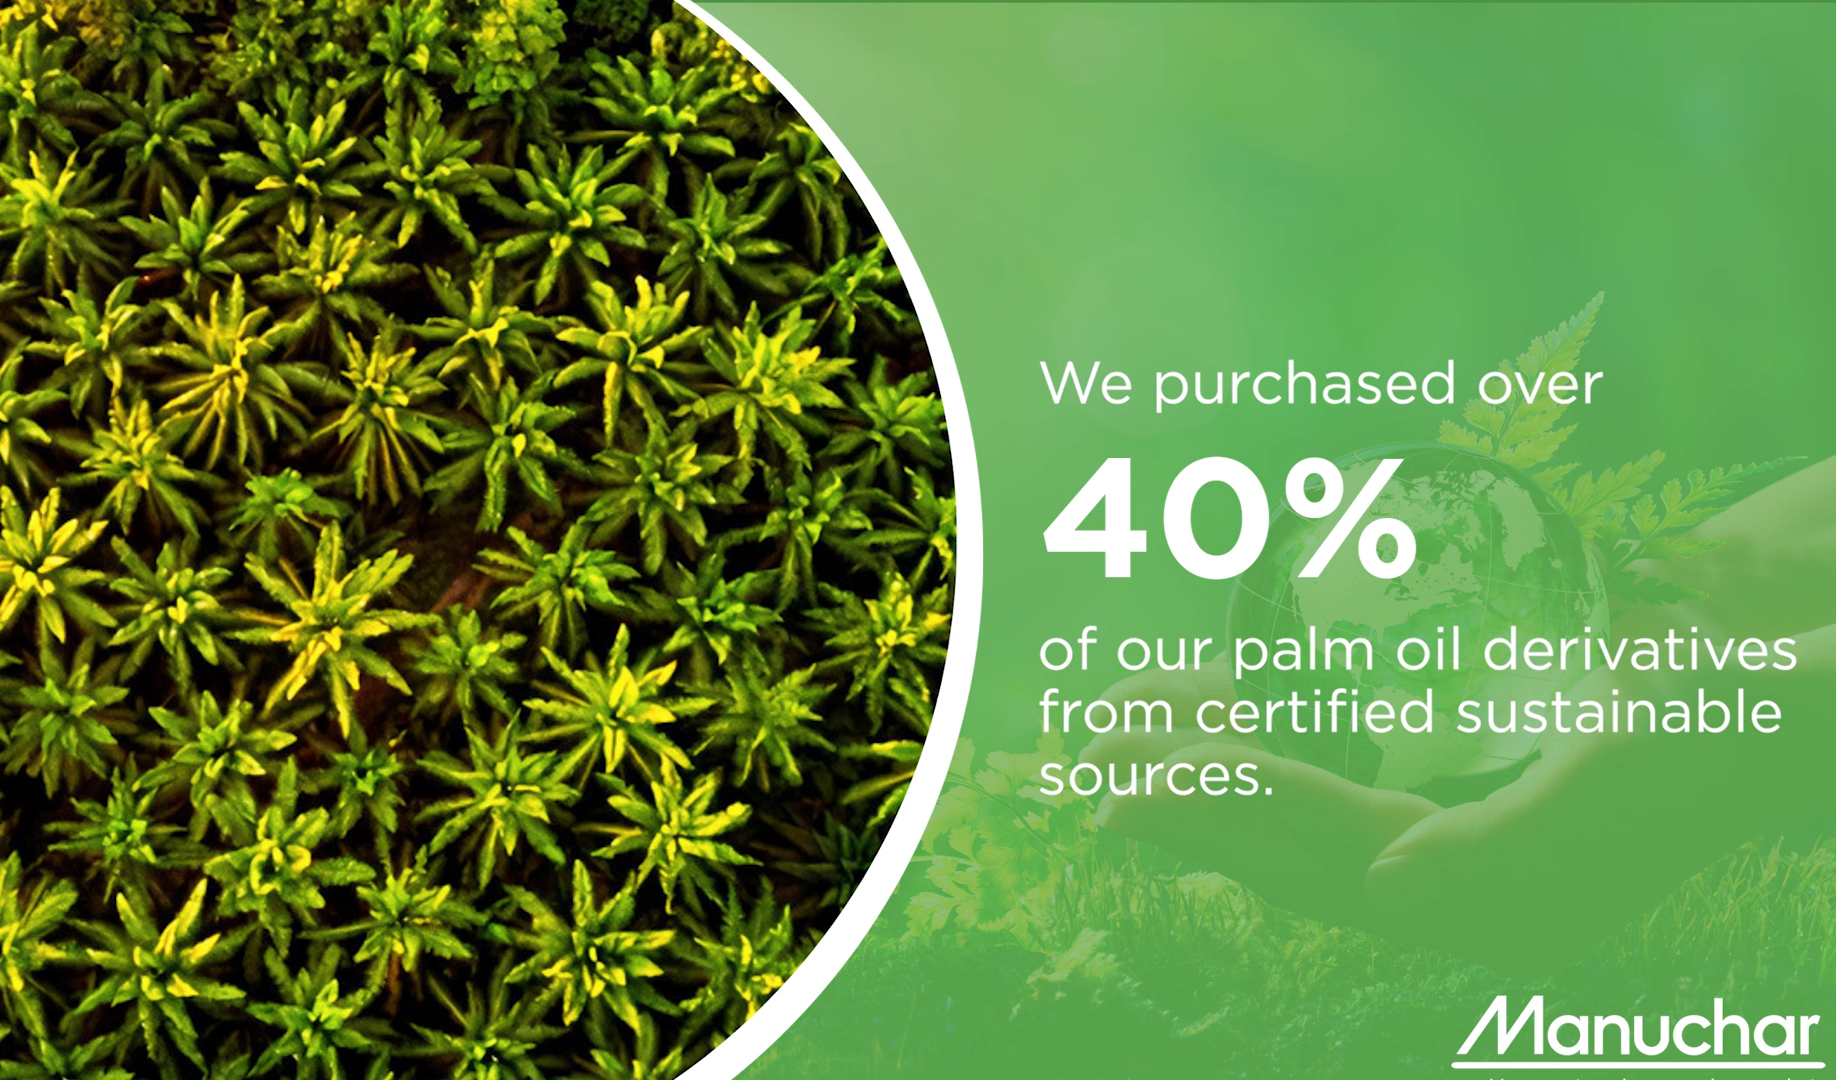 We purchased over
40%
of our palm oil derivatives
from certified sustainable
sources.
Manuchar